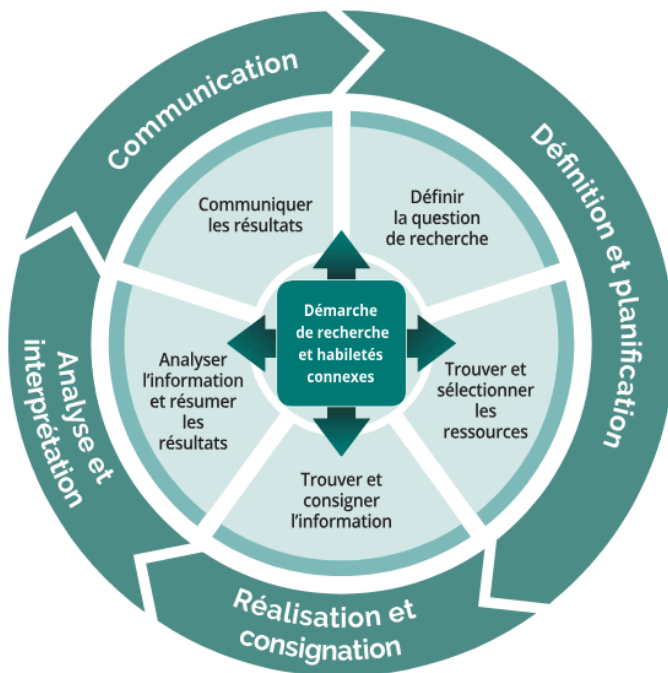 Communication
Définition et planification
Réalisation et
consignation
Analyse et
interprétation
Communiquer
les résultats
Définir
la question
de recherche
Trouver et
sélectionner
les
ressources
Trouver et
consigner
l'information
Analyser
l'information
et résumer
les
résultats
Démarche
de recherche
et habiletés
connexes